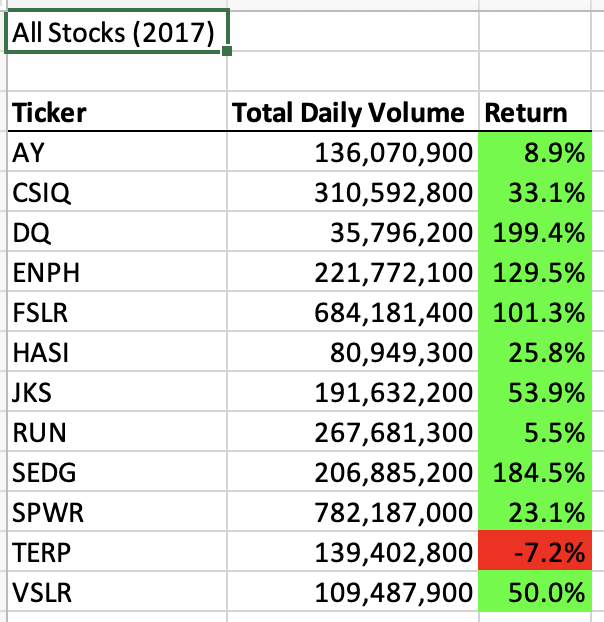 All Stocks (2017)
Ticker Total Daily Volume Return
AY 136,070,900 8.9%
CSIQ 310,592,800 33.1%
DQ 35,796,200 199.4%
ENPH 221,772,100 129.5%
FSLR 684,181,400 101.3%
HASI 80,949,300 25.8%
JKS 191,632,200 53.9%
RUN 267,681,300 5.5%
SEDG 206,885,200 184.5%
SPWR 782,187,000 23.1%
TERP 139,402,800 -7.2%
VSLR 109,487,900 50.0%